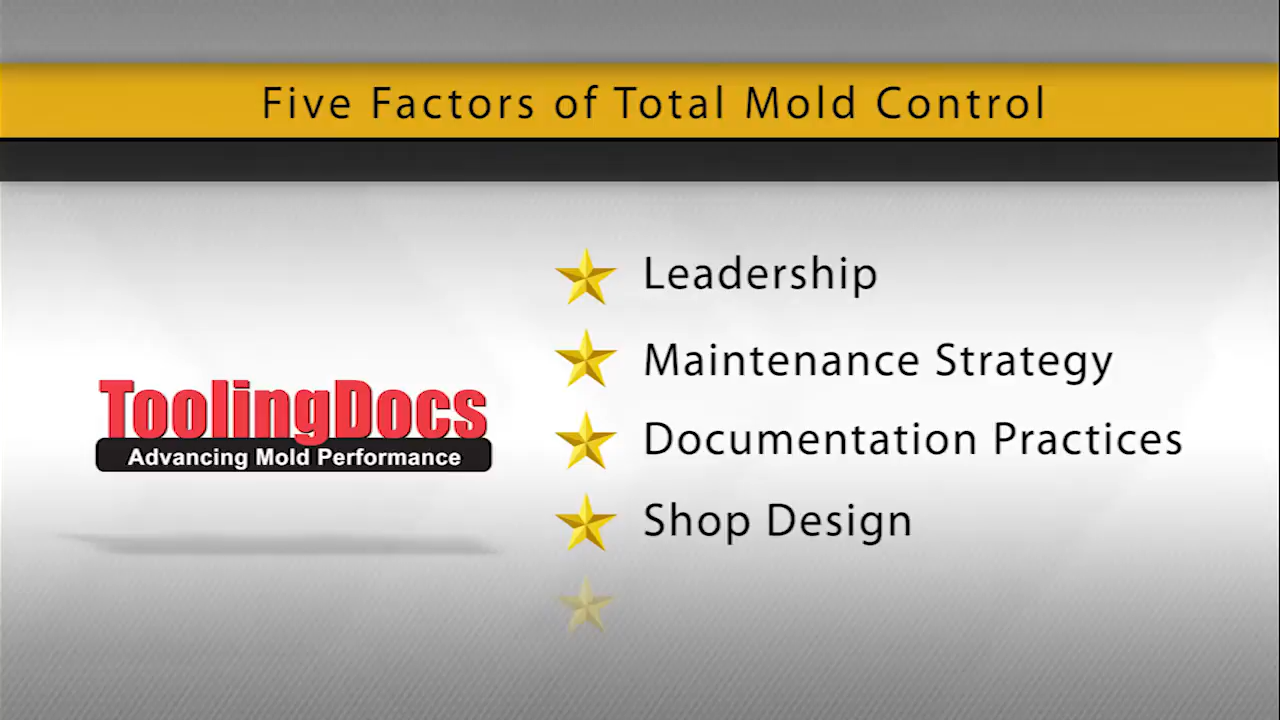 Five Factors of Total Mold Control
Leadership
Maintenance Strategy
ToolingDocs
Advancing Mold Performance
Documentation Practices
Shop Design